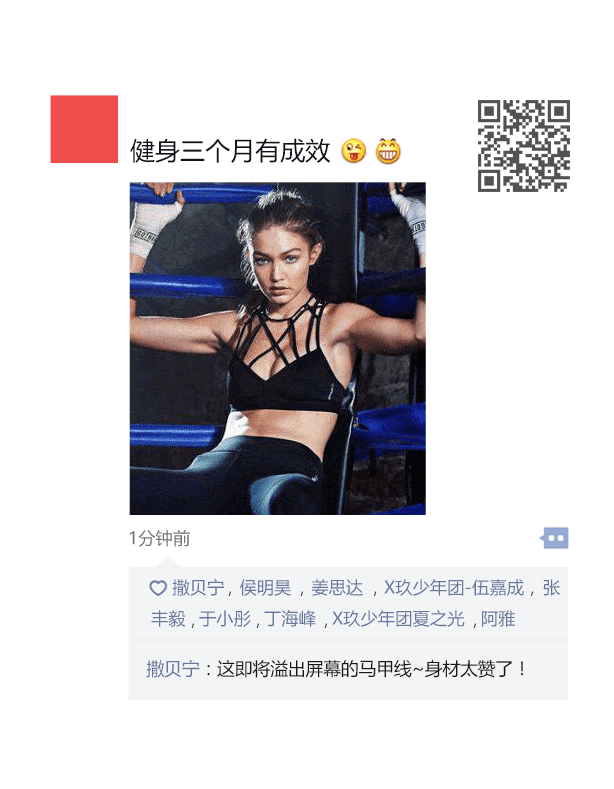 健身三个月有成效 😜 😁
GOTHAM
1分钟前
撒贝宁 , 侯明昊 , 姜思达 , X玖少年团-伍嘉成 , 张
丰毅 , 于小彤 , 丁海峰 , X玖少年团夏之光 , 阿雅
撒贝宁：这即将溢出屏幕的马甲线~身材太赞了！